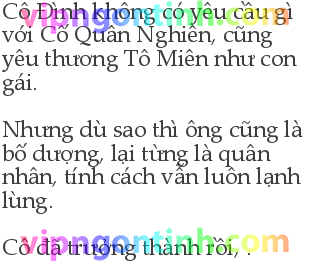 Cố Định không có yêu cầu gì
với Cố Quân Nghiên, cũng
yêu thương Tô Miên như con
gái.
Nhưng dù sao thì ông cũng là
bố dượng, lại từng là quân
nhân, tính cách vẫn luôn lạnh
lùng.
Cô đã trưởng thành rồi, .
vipngontinh.com
vipngontinh.com